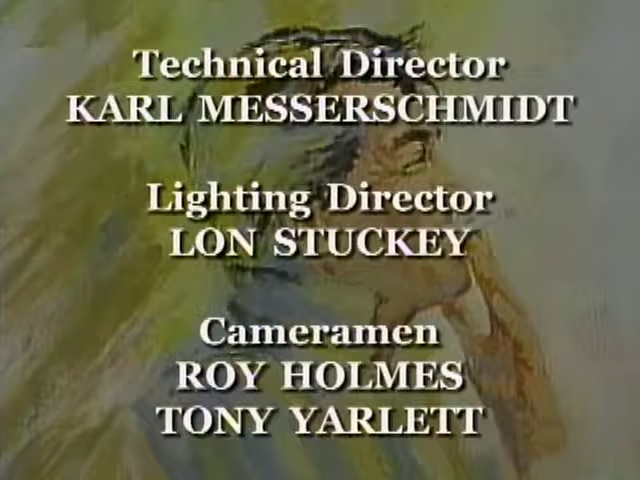 Technical Director
KARL MESSERSCHMIDT
Lighting Director
LON STUCKEY
Cameramen
ROY HOLMES
TONY YARLETT